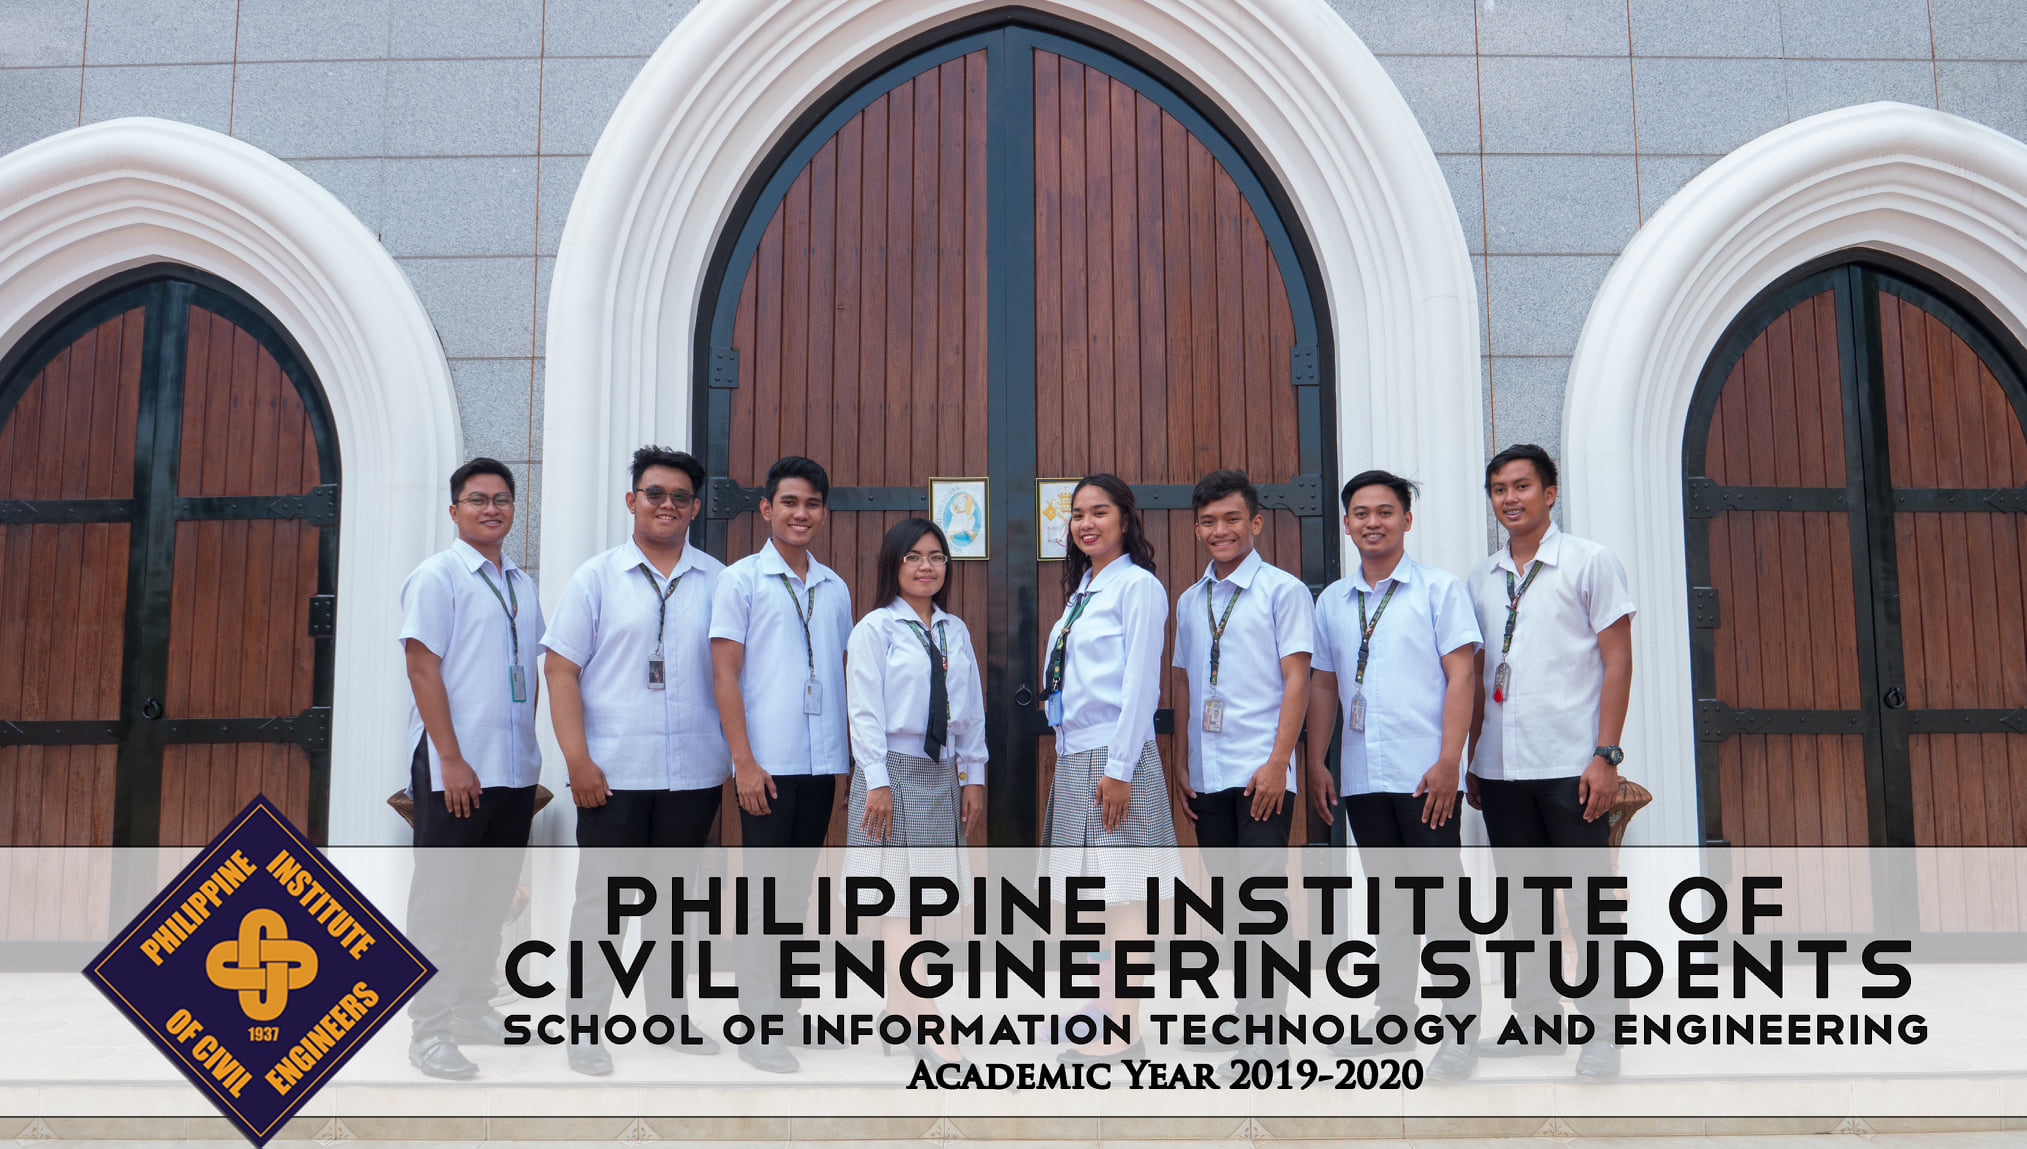 PHILIPPINE INSTITUTE
OF CIVIL ENGINEERS
1937
PHILIPPINE INSTITUTE OF
CIVIL ENGINEERING STUDENTS
SCHOOL OF INFORMATION TECHNOLOGY AND ENGINEERING
ACADEMIC YEAR 2019-2020